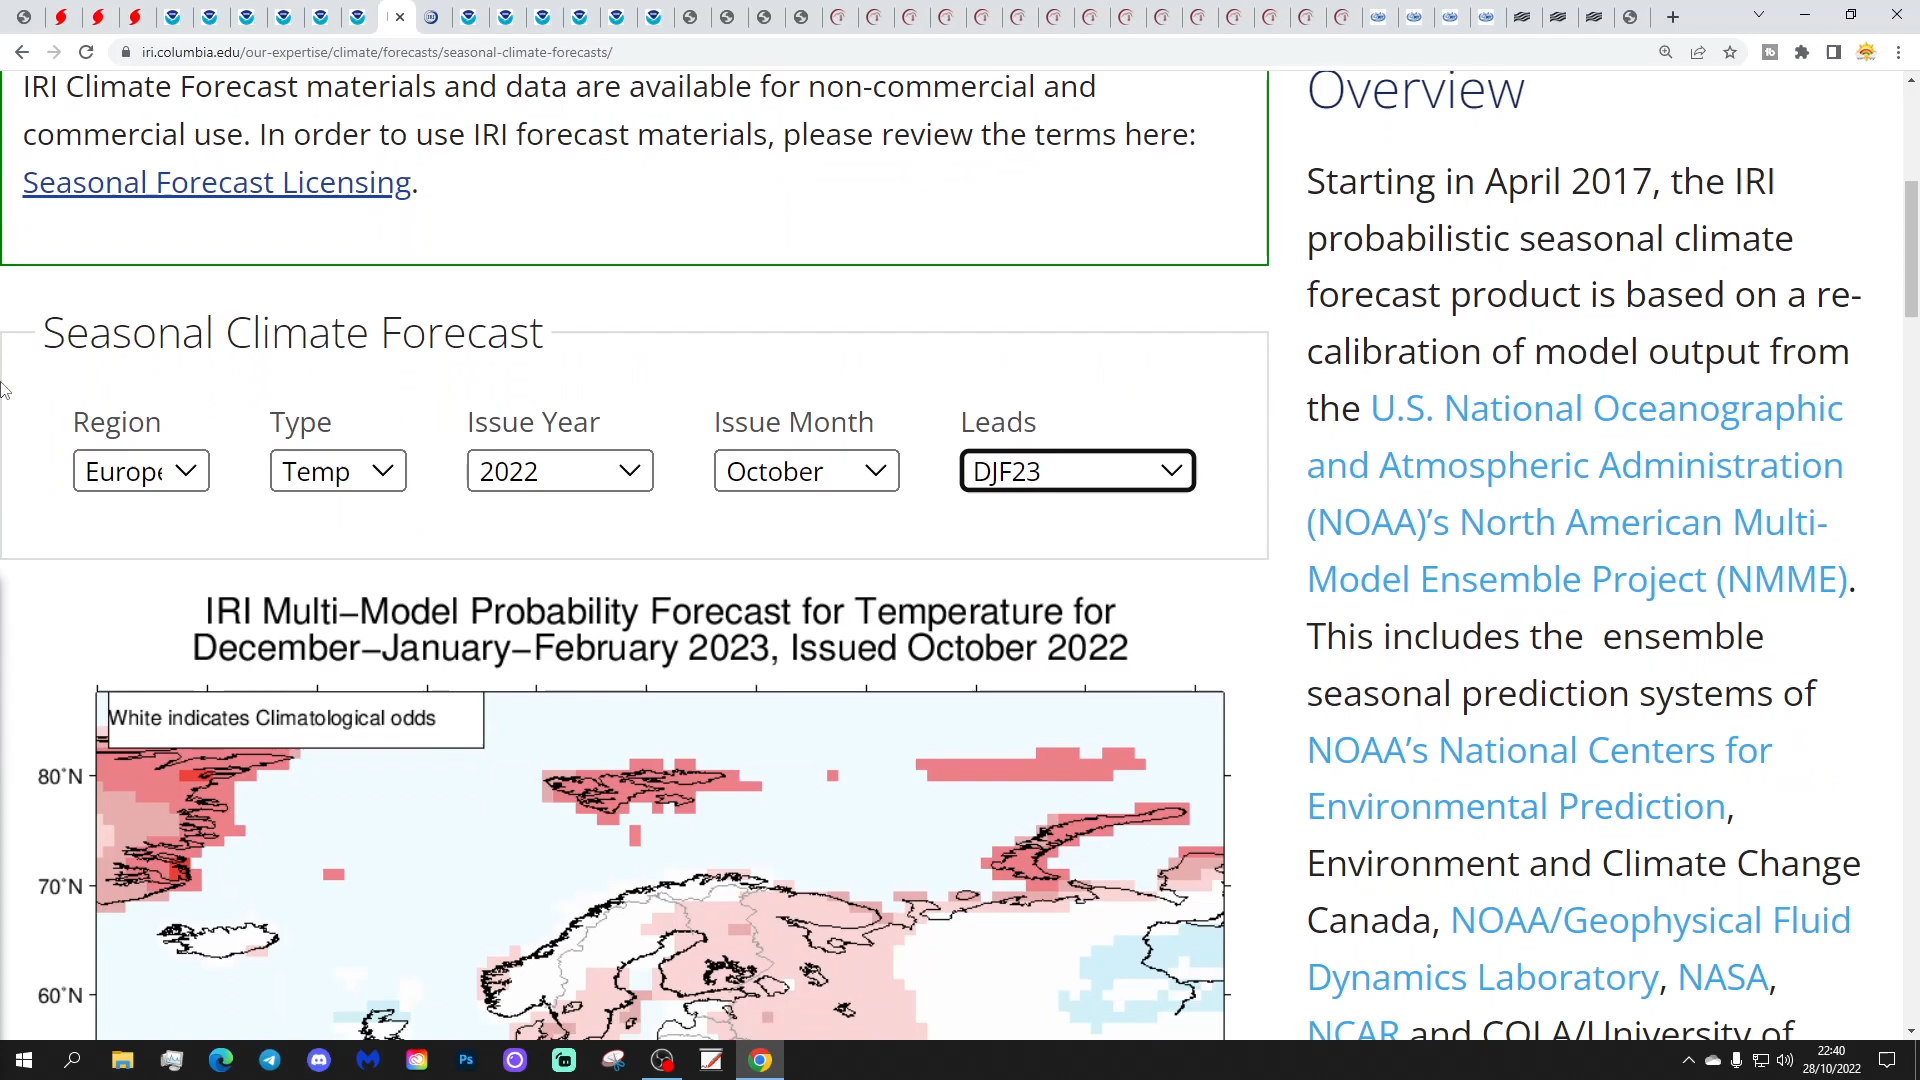 iri.columbia.edu/our-expertise/climate/forecasts/seasonal-climate-forecasts/
IRI Climate Forecast materials and data are available for non-commercial and
commercial use. In order to use IRI forecast materials, please review the terms here:
Seasonal Forecast Licensing.
Seasonal Climate Forecast
Region
Type
Issue Year
Issue Month
Leads
Europe
Temp
2022
October
DJF23
IRI Multi–Model Probability Forecast for Temperature for
December–January–February 2023, Issued October 2022
White indicates Climatological odds
80°N
70°N
60°N
Overview
Starting in April 2017, the IRI
probabilistic seasonal climate
forecast product is based on a re-
calibration of model output from
the U.S. National Oceanographic
and Atmospheric Administration
(NOAA)’s North American Multi-
Model Ensemble Project (NMME).
This includes the ensemble
seasonal prediction systems of
NOAA’s National Centers for
Environmental Prediction,
Environment and Climate Change
Canada, NOAA/Geophysical Fluid
Dynamics Laboratory, NASA,
NCAR and COLA/University of
Ps
22:40
28/10/2022